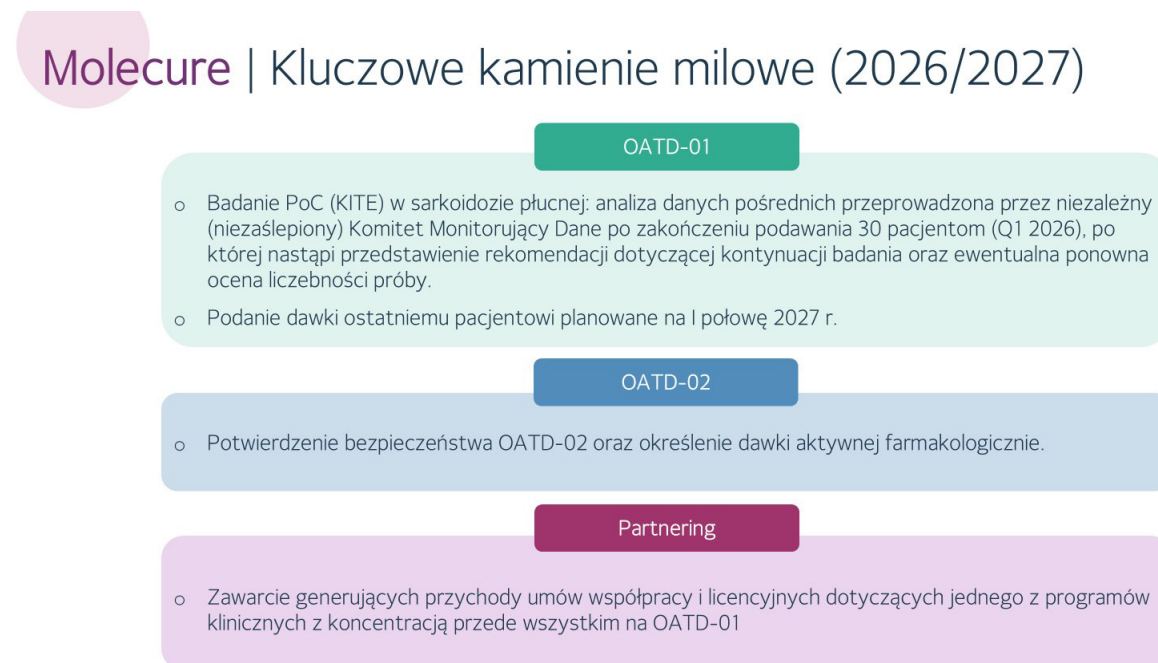 Molecure | Kluczowe kamienie milowe (2026/2027)
OATD-01
o Badanie PoC (KITE) w sarkoidozie płucnej: analiza danych pośrednich przeprowadzona przez niezależny
(niezaślepiony) Komitet Monitorujący Dane po zakończeniu podawania 30 pacjentom (Q1 2026), po
której nastąpi przedstawienie rekomendacji dotyczącej kontynuacji badania oraz ewentualna ponowna
ocena liczebności próby.
o Podanie dawki ostatniemu pacjentowi planowane na I połowę 2027 r.
OATD-02
o Potwierdzenie bezpieczeństwa OATD-02 oraz określenie dawki aktywnej farmakologicznie.
Partnering
o Zawarcie generujących przychody umów współpracy i licencyjnych dotyczących jednego z programów
klinicznych z koncentracją przede wszystkim na OATD-01